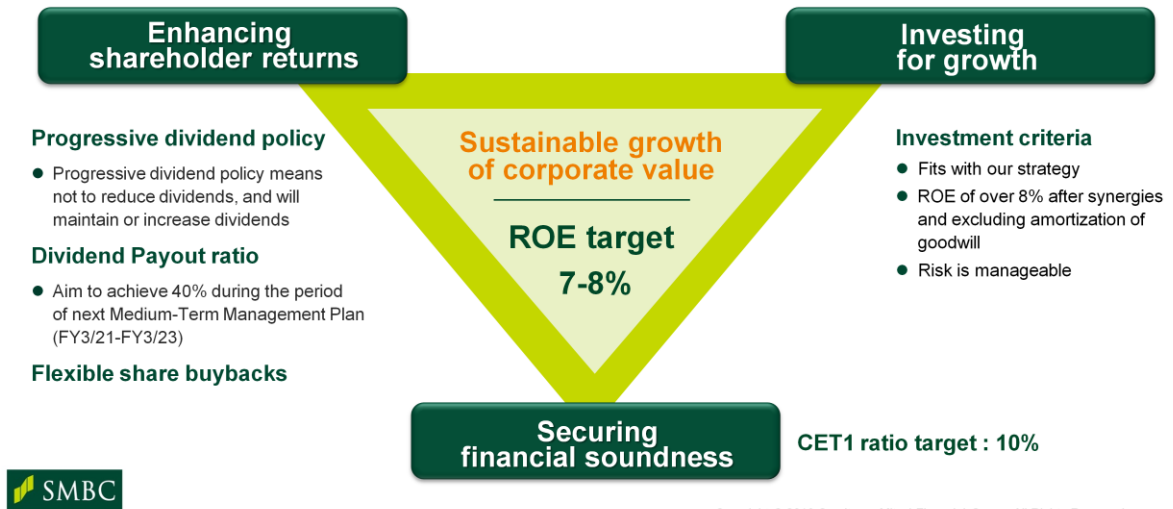 Enhancing
shareholder returns
Investing
for growth
Progressive dividend policy
● Progressive dividend policy means
not to reduce dividends, and will
maintain or increase dividends
Dividend Payout ratio
● Aim to achieve 40% during the period
of next Medium-Term Management Plan
(FY3/21-FY3/23)
Flexible share buybacks
Sustainable growth
of corporate value
ROE target
7-8%
Investment criteria
● Fits with our strategy
● ROE of over 8% after synergies
and excluding amortization of
goodwill
● Risk is manageable
Securing
financial soundness
CET1 ratio target : 10%
SMBC